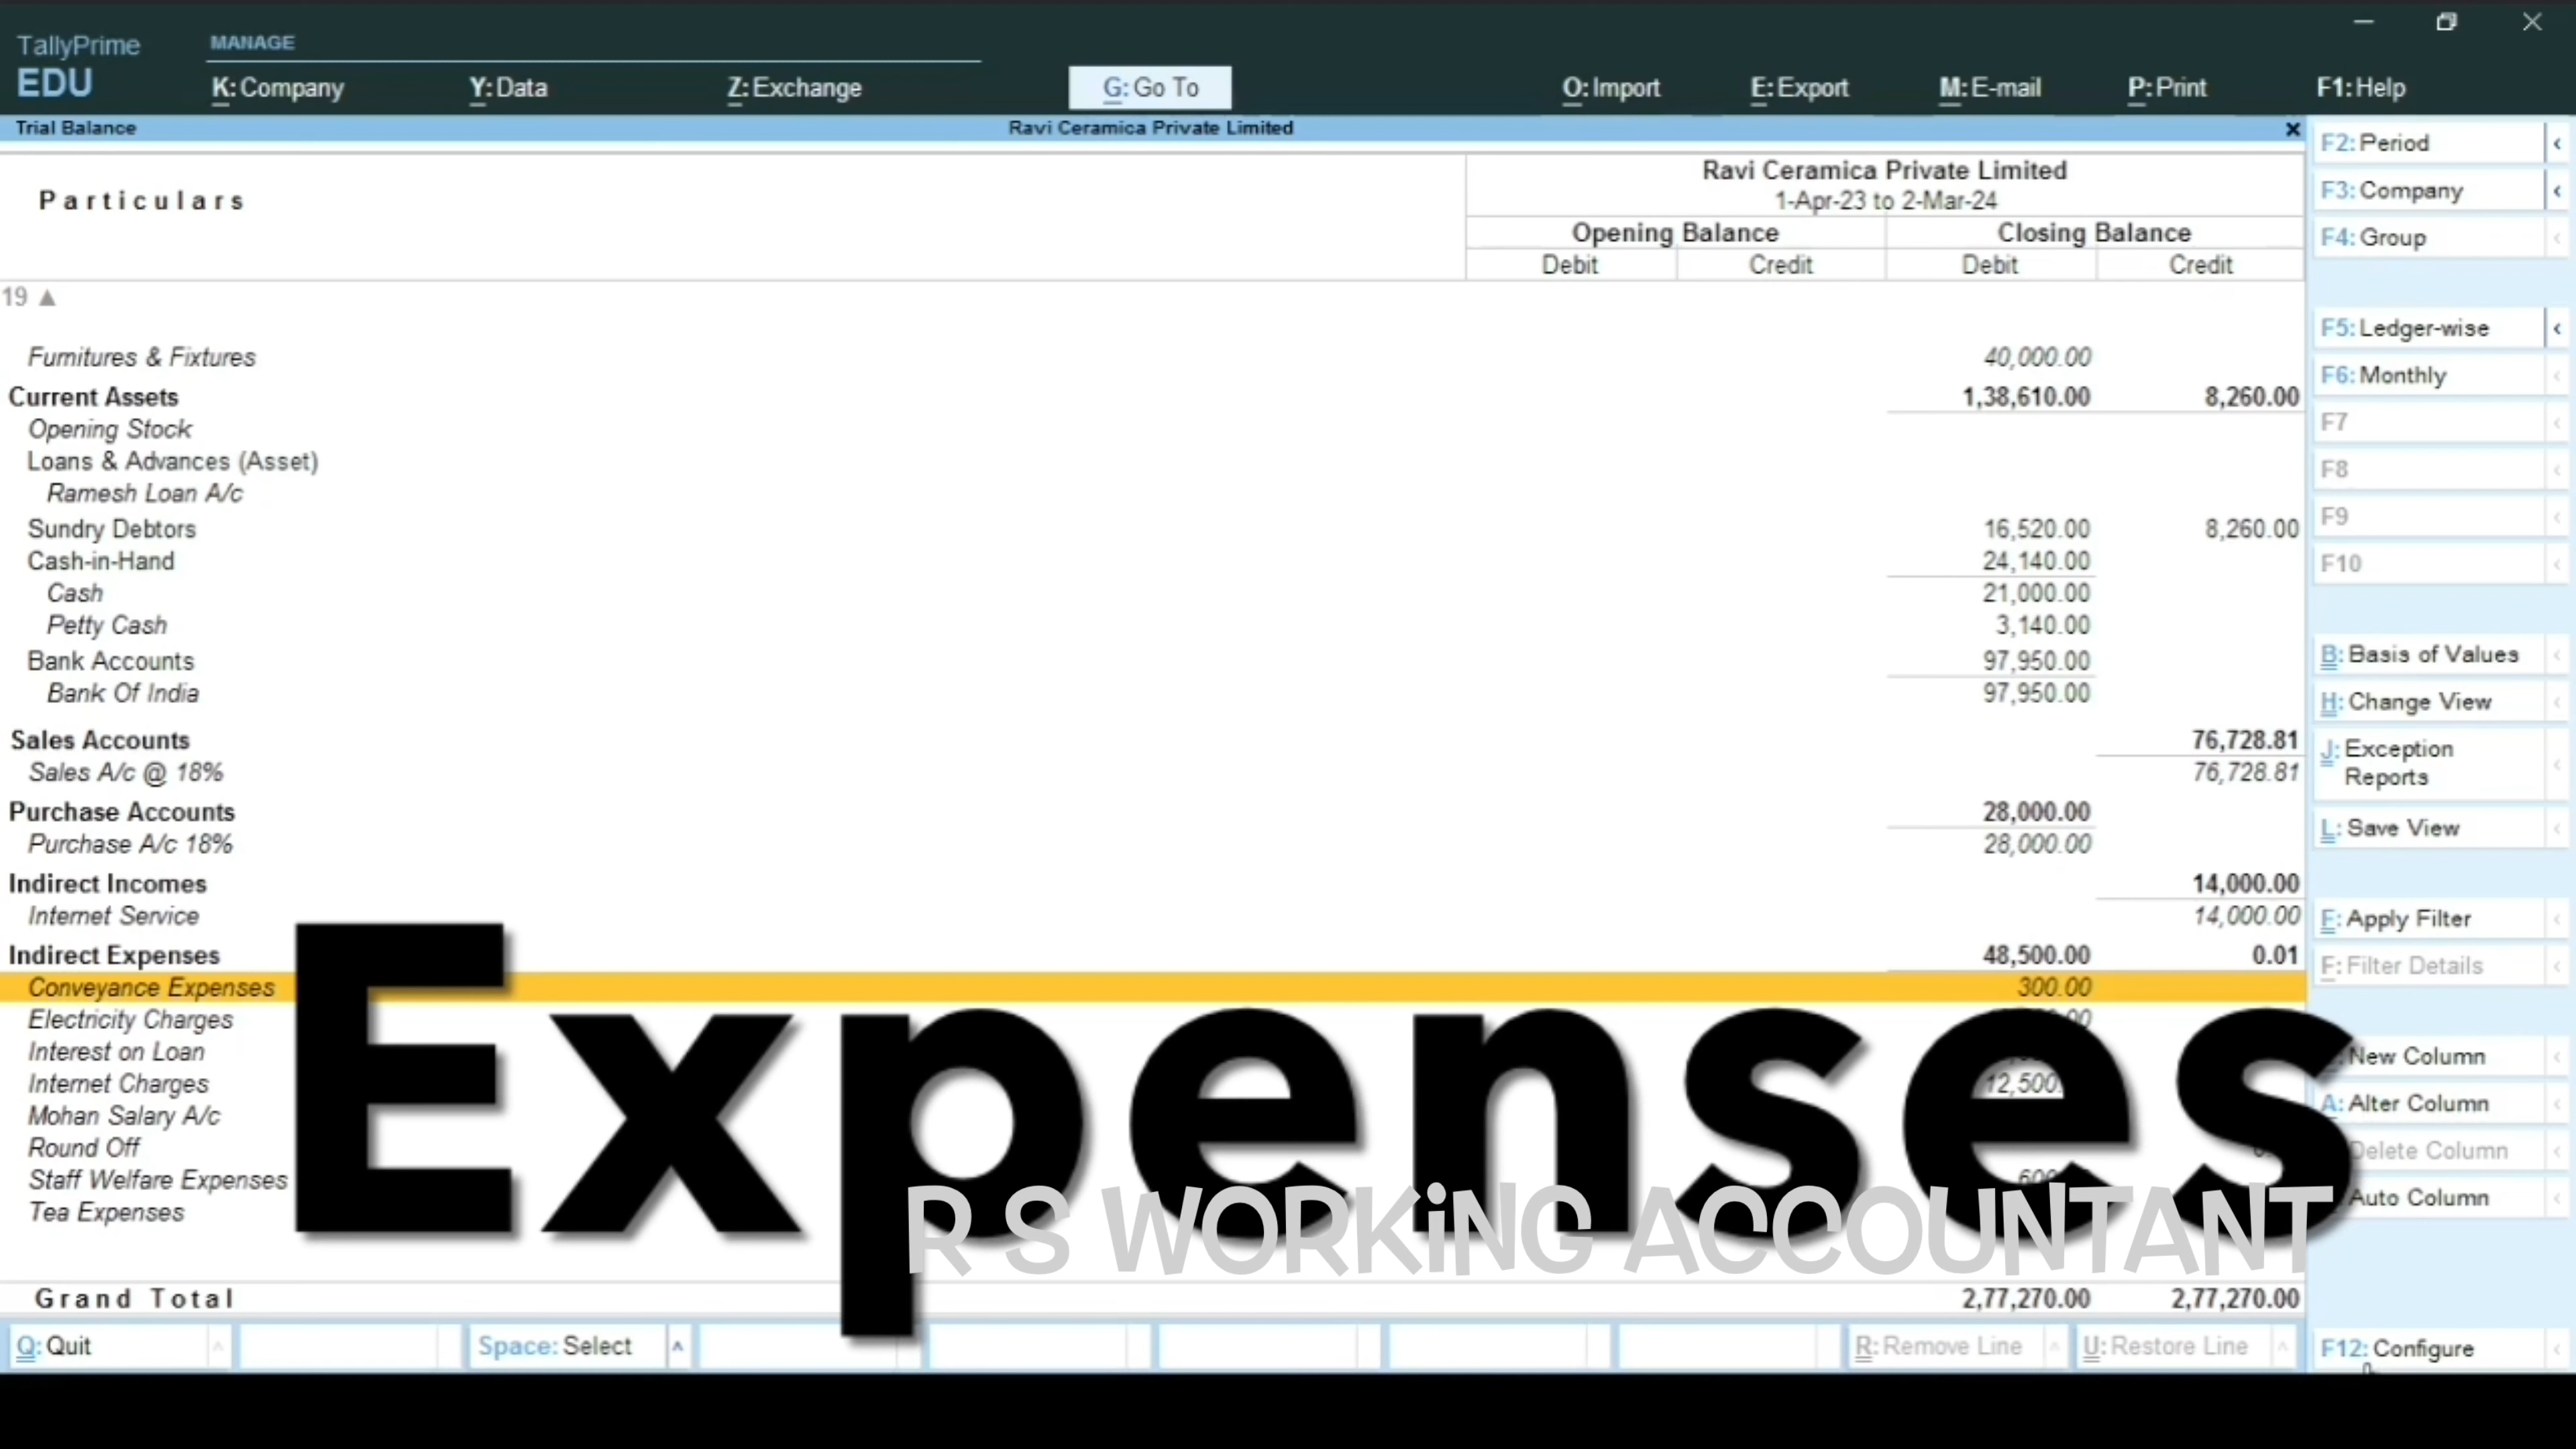 TallyPrime
EDU
MANAGE
K: Company Y: Data Z: Exchange G: Go To O: Import E: Export M: E-mail P: Print F1: Help
Trial Balance Ravi Ceramica Private Limited
Particulars
Ravi Ceramica Private Limited
1-Apr-23 to 2-Mar-24
Opening Balance Closing Balance
Debit Credit Debit Credit
19
Furnitures & Fixtures 40,000.00
Current Assets 1,38,610.00 8,260.00
Opening Stock
Loans & Advances (Asset)
Ramesh Loan A/c
Sundry Debtors 16,520.00 8,260.00
Cash-in-Hand 24,140.00
Cash 21,000.00
Petty Cash 3,140.00
Bank Accounts 97,950.00
Bank Of India 97,950.00
Sales Accounts 76,728.81
Sales A/c @ 18% 76,728.81
Purchase Accounts 28,000.00
Purchase A/c 18% 28,000.00
Indirect Incomes 14,000.00
Internet Service 14,000.00
Indirect Expenses 48,500.00 0.01
Conveyance Expenses 300.00
Electricity Charges
Interest on Loan
Internet Charges
Mohan Salary A/c
Round Off
Staff Welfare Expenses
Tea Expenses
Expenses
R S WORKiNG ACCOUNTANT
Grand Total 2,77,270.00 2,77,270.00
Q: Quit Space: Select R: Remove Line U: Restore Line
F2: Period
F3: Company
F4: Group
F5: Ledger-wise
F6: Monthly
F7
F8
F9
F10
B: Basis of Values
H: Change View
J: Exception
Reports
L: Save View
F: Apply Filter
F: Filter Details
New Column
A: Alter Column
Delete Column
Auto Column
F12: Configure